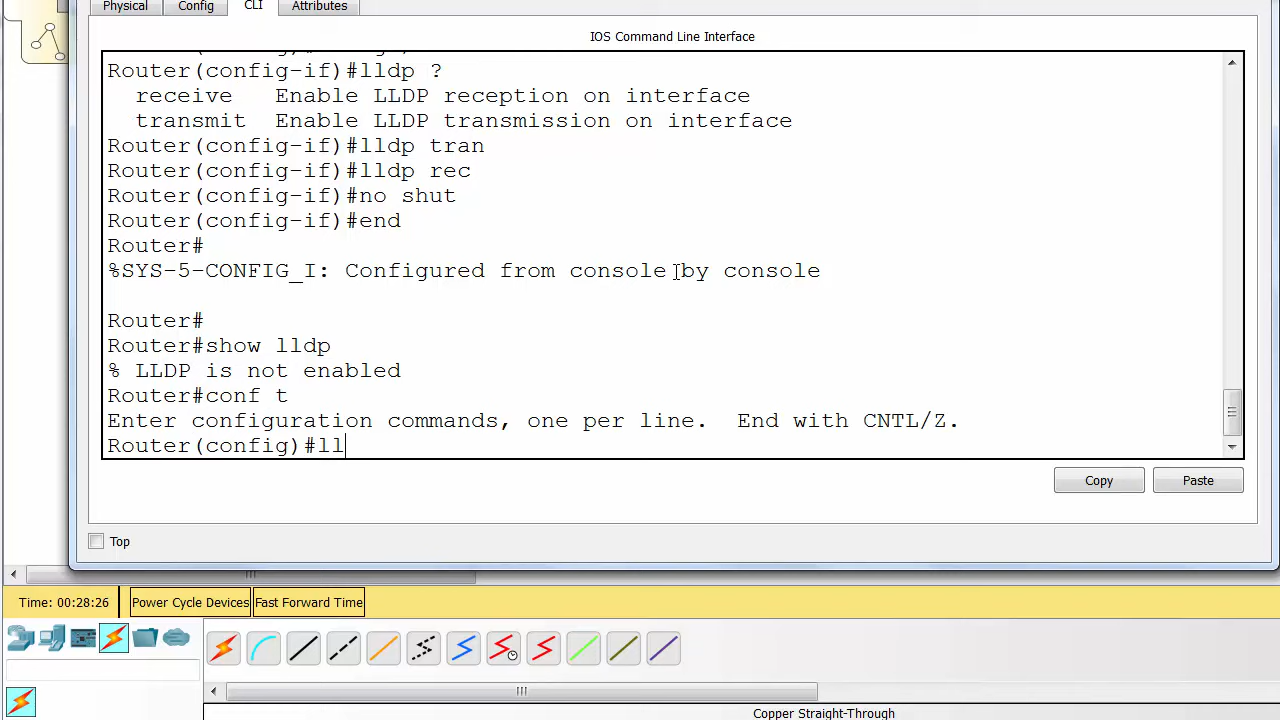 Physical
Config
CLI
Attributes
IOS Command Line Interface
Router(config-if)#lldp ?
receive Enable LLDP reception on interface
transmit Enable LLDP transmission on interface
Router(config-if)#lldp tran
Router(config-if)#lldp rec
Router(config-if)#no shut
Router(config-if)#end
Router#
%SYS-5-CONFIG_I: Configured from console by console
Router#
Router#show lldp
% LLDP is not enabled
Router#conf t
Enter configuration commands, one per line. End with CNTL/Z.
Router(config)#ll
Copy
Paste
Top
Time: 00:28:26
Power Cycle Devices
Fast Forward Time
Copper Straight-Through